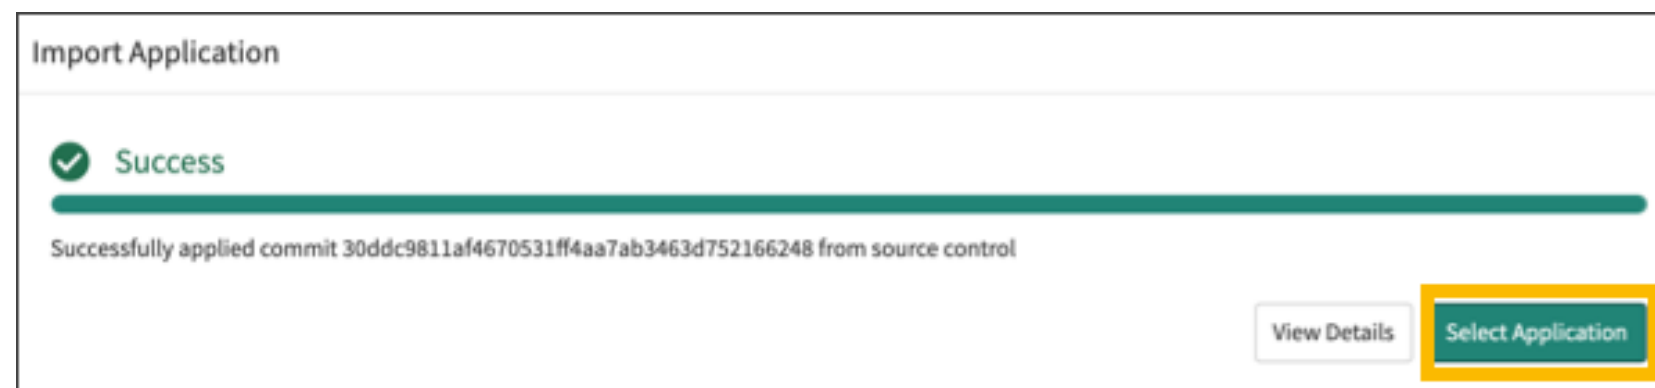 Import Application
Success
Successfully applied commit 30ddc9811af4670531ff4aa7ab3463d752166248 from source control
View Details
Select Application